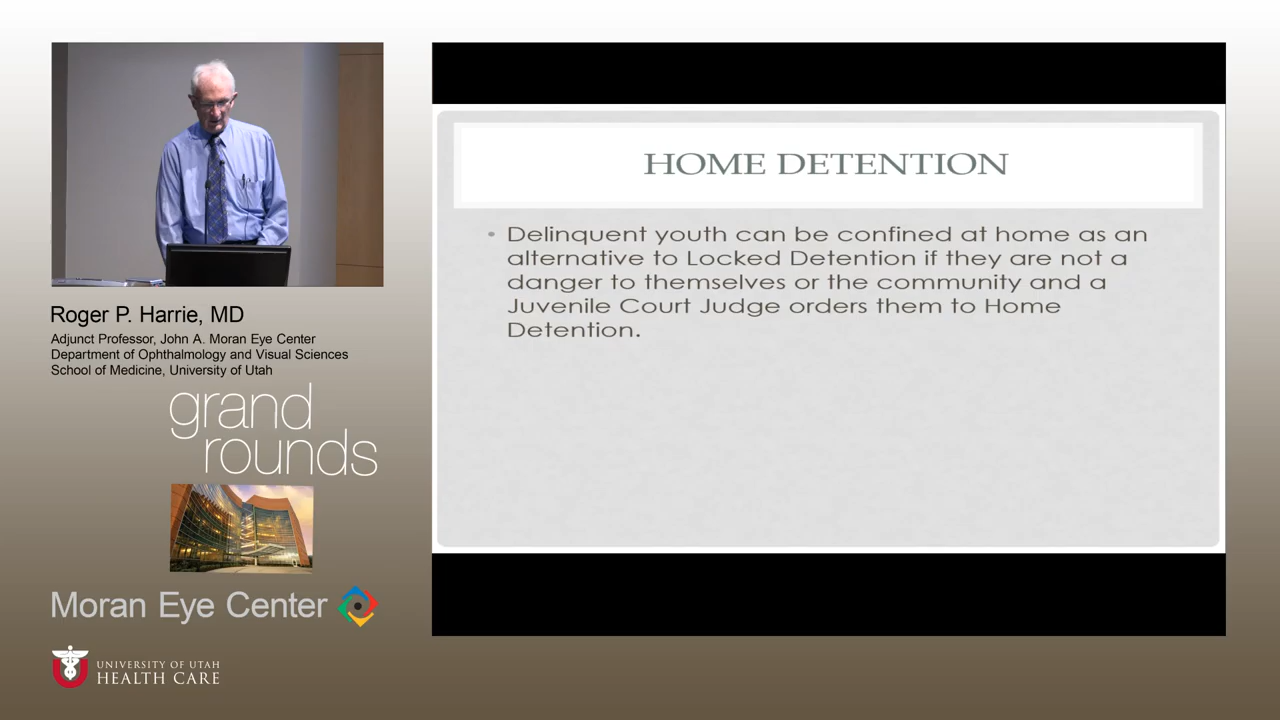 Roger P. Harrie, MD
Adjunct Professor, John A. Moran Eye Center
Department of Ophthalmology and Visual Sciences
School of Medicine, University of Utah
grand
rounds
Moran Eye Center
UNIVERSITY OF UTAH
HEALTH CARE
HOME DETENTION
• Delinquent youth can be confined at home as an
alternative to Locked Detention if they are not a
danger to themselves or the community and a
Juvenile Court Judge orders them to Home
Detention.